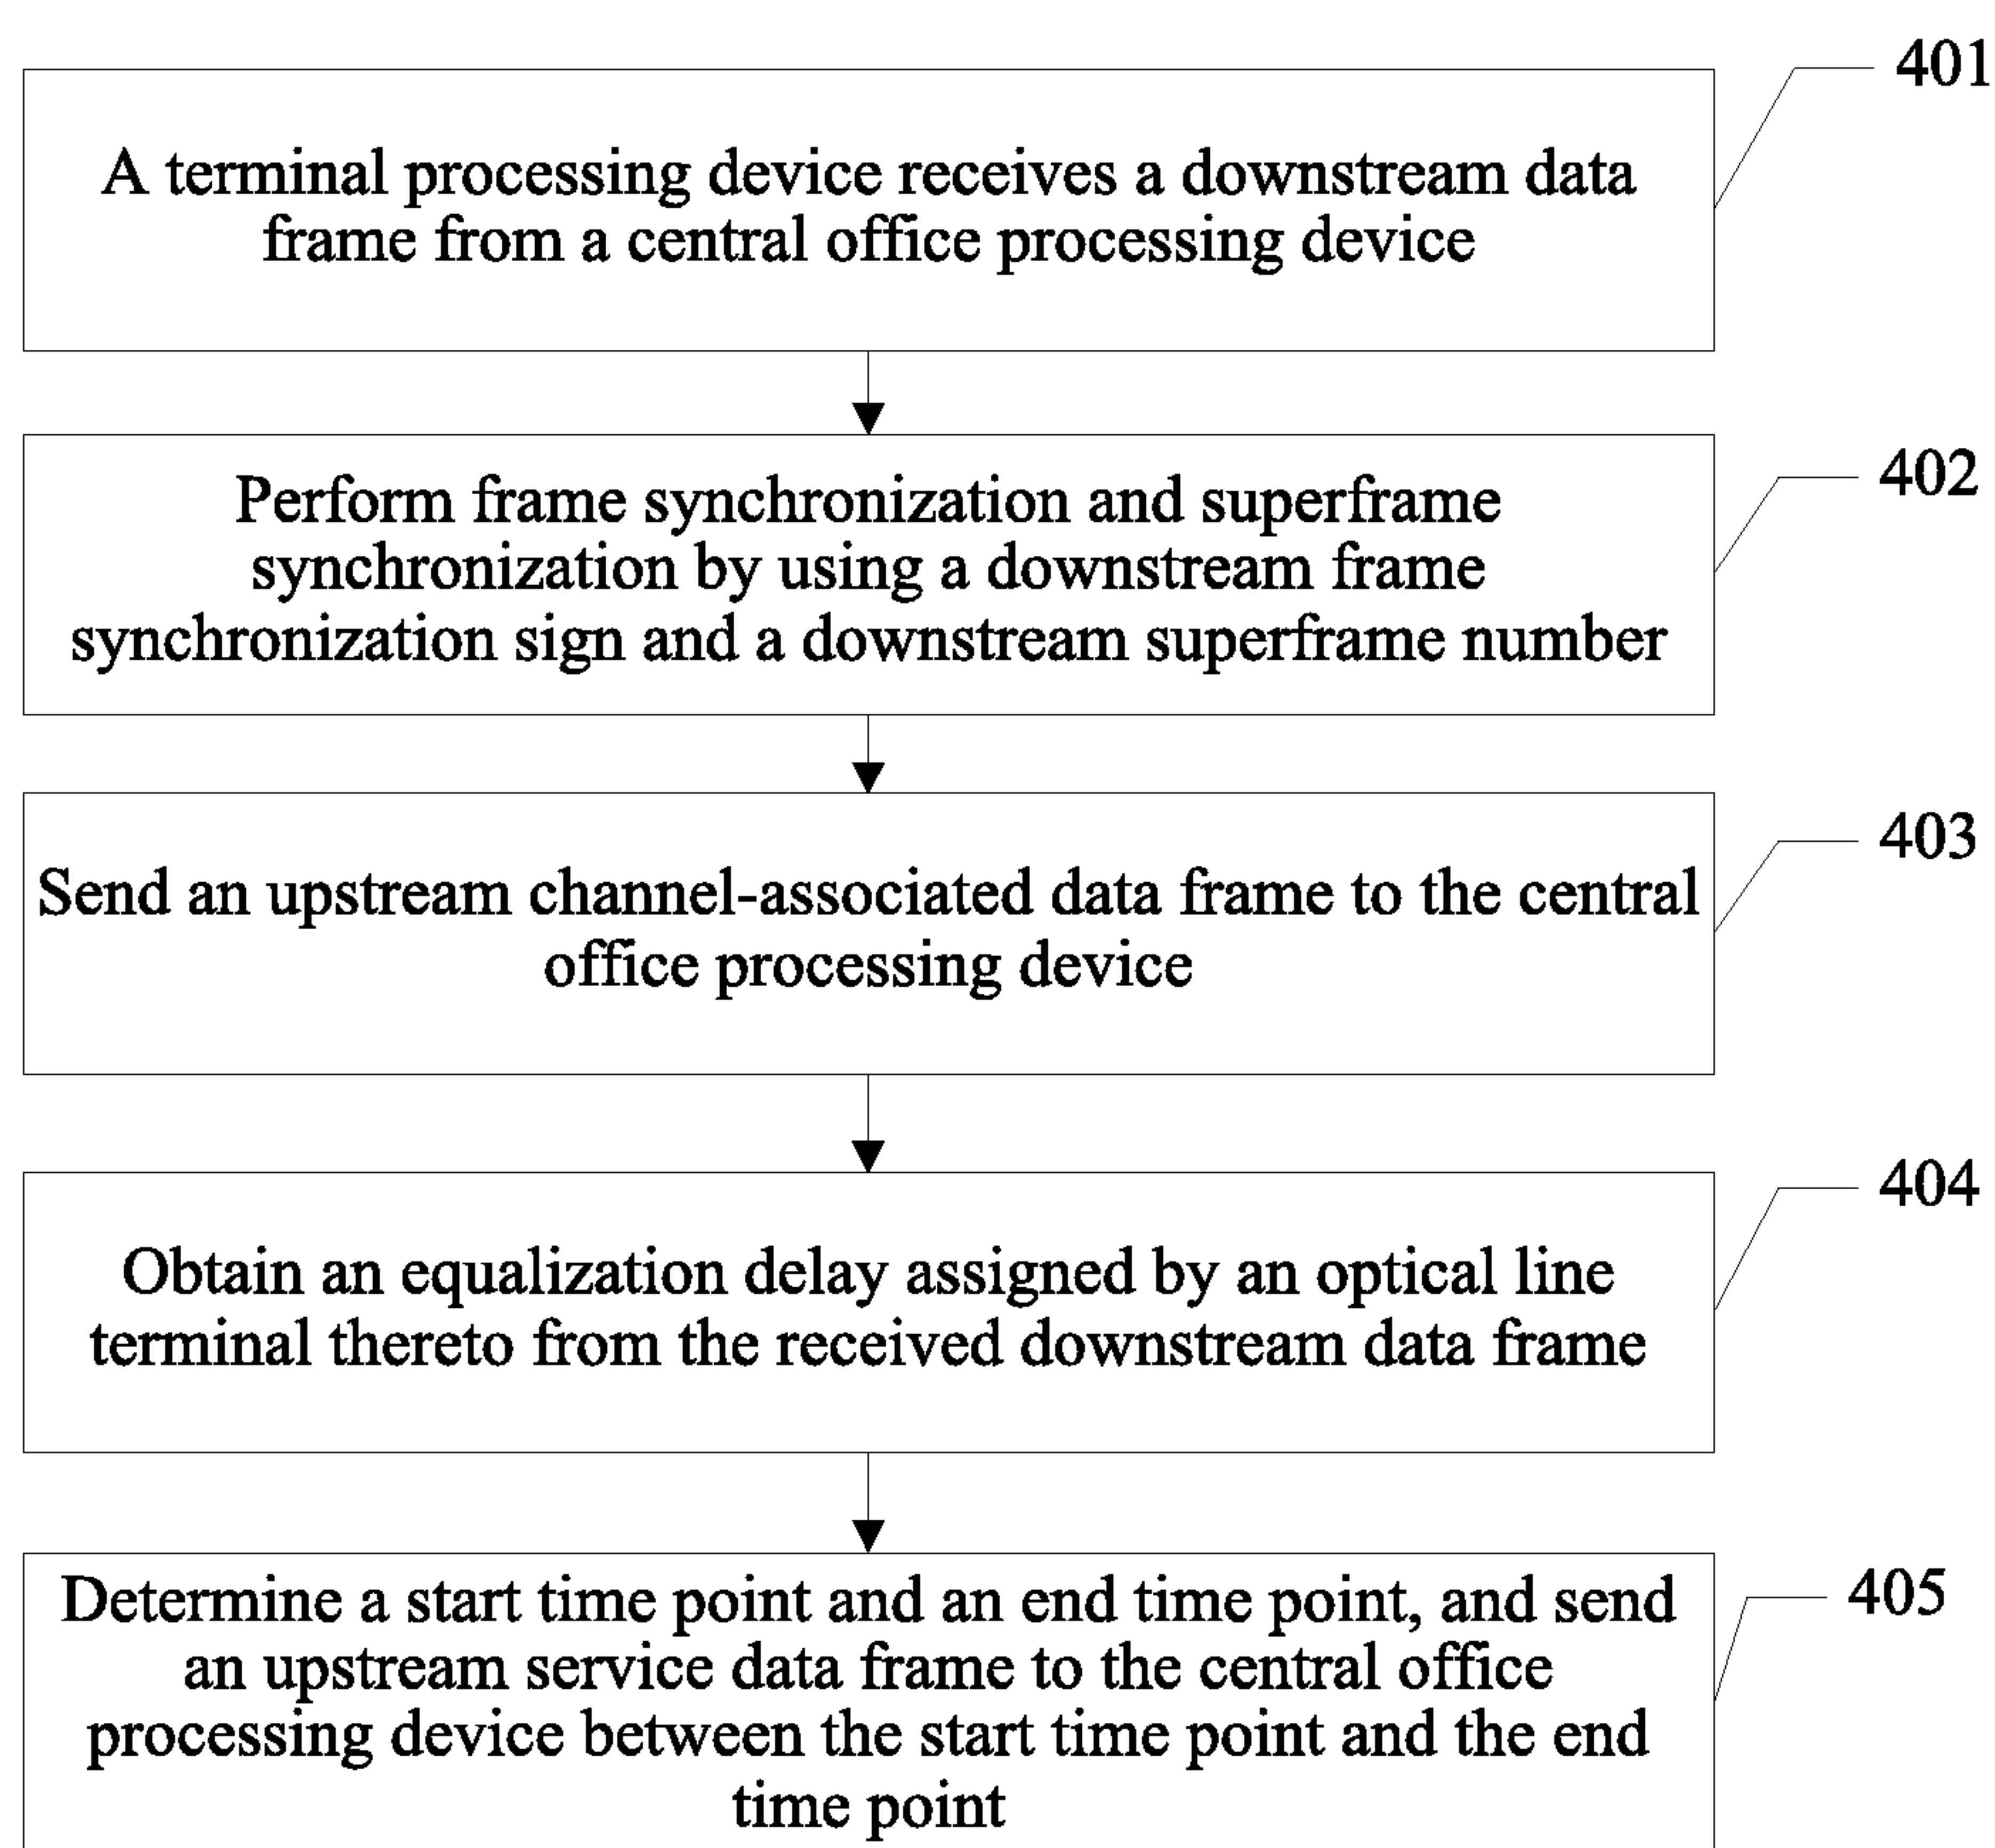 401
A terminal processing device receives a downstream data
frame from a central office processing device
402
Perform frame synchronization and superframe
synchronization by using a downstream frame
synchronization sign and a downstream superframe number
403
Send an upstream channel-associated data frame to the central
office processing device
404
Obtain an equalization delay assigned by an optical line
terminal thereto from the received downstream data frame
405
Determine a start time point and an end time point, and send
an upstream service data frame to the central office
processing device between the start time point and the end
time point